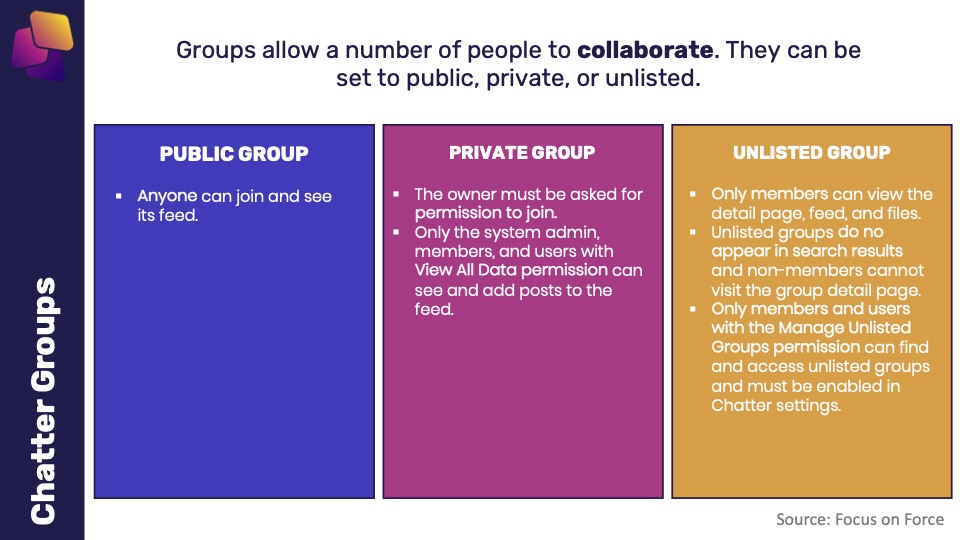 Groups allow a number of people to collaborate. They can be
set to public, private, or unlisted.
Chatter Groups
PUBLIC GROUP
▪ Anyone can join and see
its feed.
PRIVATE GROUP
▪ The owner must be asked for
permission to join.
▪ Only the system admin,
members, and users with
View All Data permission can
see and add posts to the
feed.
UNLISTED GROUP
▪ Only members can view the
detail page, feed, and files.
▪ Unlisted groups do no
appear in search results
and non-members cannot
visit the group detail page.
▪ Only members and users
with the Manage Unlisted
Groups permission can find
and access unlisted groups
and must be enabled in
Chatter settings.
Source: Focus on Force